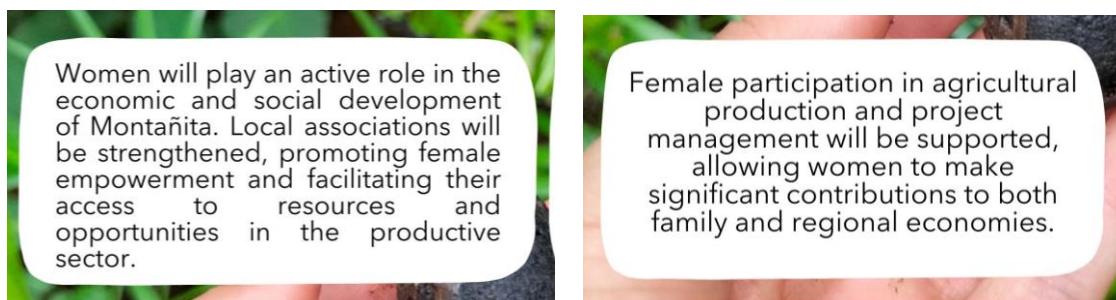 Women will play an active role in the
economic and social development
of Montañita. Local associations will
be strengthened, promoting female
empowerment and facilitating their
access to resources and
opportunities in the productive
sector.
Female participation in agricultural
production and project
management will be supported,
allowing women to make
significant contributions to both
family and regional economies.